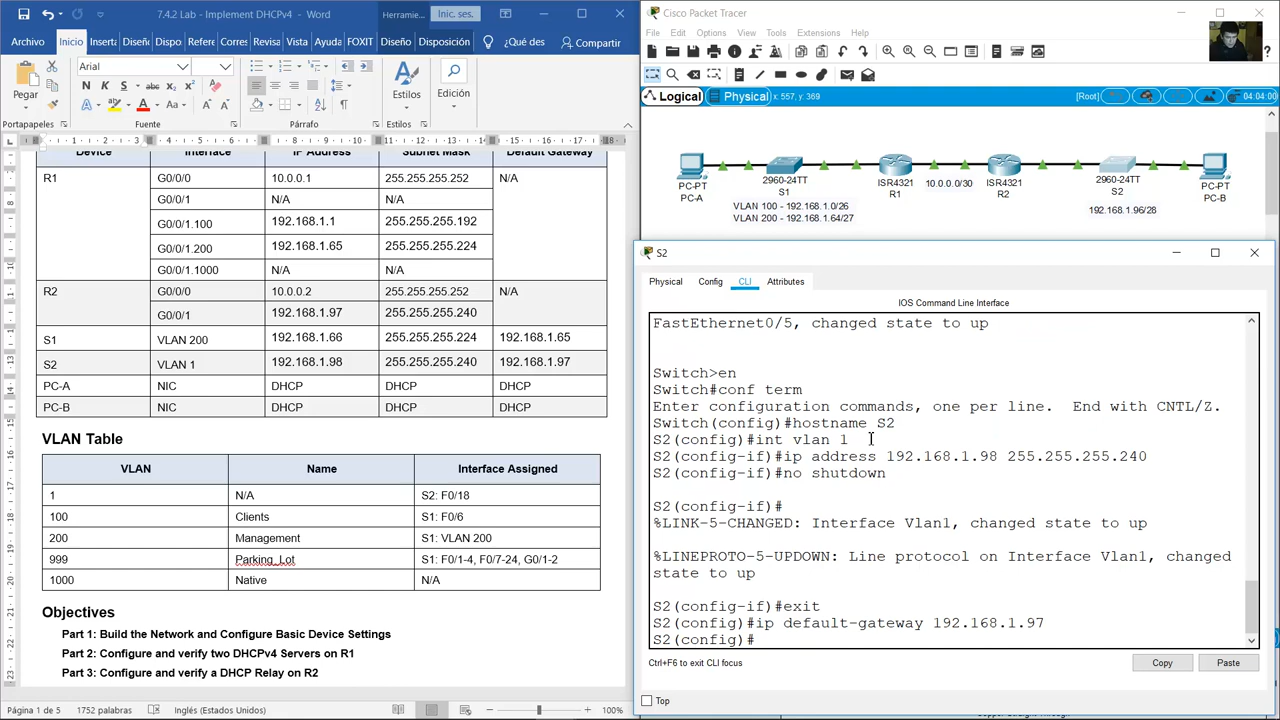 7.4.2 Lab - Implement DHCPv4 - Word
Herramie...
Inic. ses.
Archivo Inicio Insert Diseñ Dispos Refere Corres Revisa Vista Ayuda FOXIT Diseño Disposición ¿Qué des Compartir
Arial
Pegar
N K S
Estilos
Edición
Portapapeles
Fuente
Párrafo
Estilos
Device Interface IP Address Subnet Mask Default Gateway
R1 G0/0/0 10.0.0.1 255.255.255.252 N/A
G0/0/1 N/A N/A
G0/0/1.100 192.168.1.1 255.255.255.192
G0/0/1.200 192.168.1.65 255.255.255.224
G0/0/1.1000 N/A N/A
R2 G0/0/0 10.0.0.2 255.255.255.252 N/A
G0/0/1 192.168.1.97 255.255.255.240
S1 VLAN 200 192.168.1.66 255.255.255.224 192.168.1.65
S2 VLAN 1 192.168.1.98 255.255.255.240 192.168.1.97
PC-A NIC DHCP DHCP DHCP
PC-B NIC DHCP DHCP DHCP
VLAN Table
VLAN Name Interface Assigned
1 N/A S2: F0/18
100 Clients S1: F0/6
200 Management S1: VLAN 200
999 Parking_Lot S1: F0/1-4, F0/7-24, G0/1-2
1000 Native N/A
Objectives
Part 1: Build the Network and Configure Basic Device Settings
Part 2: Configure and verify two DHCPv4 Servers on R1
Part 3: Configure and verify a DHCP Relay on R2
Página 1 de 5 1752 palabras Inglés (Estados Unidos) 100%
Cisco Packet Tracer
File Edit Options View Tools Extensions Help
Logical Physical x: 557, y: 369 [Root] 04:04:00
PC-PT
PC-A
2960-24TT
S1
VLAN 100 - 192.168.1.0/26
VLAN 200 - 192.168.1.64/27
ISR4321
R1
10.0.0.0/30
ISR4321
R2
2960-24TT
S2
192.168.1.96/28
PC-PT
PC-B
S2
Physical Config CLI Attributes
IOS Command Line Interface
FastEthernet0/5, changed state to up
Switch>en
Switch#conf term
Enter configuration commands, one per line. End with CNTL/Z.
Switch(config)#hostname S2
S2(config)#int vlan 1
S2(config-if)#ip address 192.168.1.98 255.255.255.240
S2(config-if)#no shutdown
S2(config-if)#
%LINK-5-CHANGED: Interface Vlan1, changed state to up
%LINEPROTO-5-UPDOWN: Line protocol on Interface Vlan1, changed
state to up
S2(config-if)#exit
S2(config)#ip default-gateway 192.168.1.97
S2(config)#
Ctrl+F6 to exit CLI focus
Copy
Paste
Top